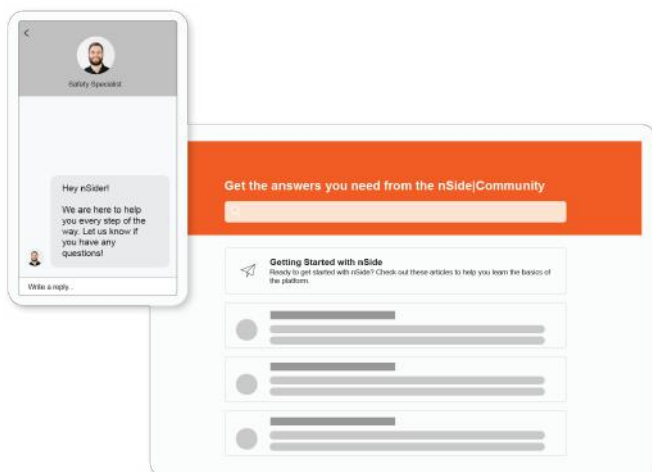 Safety Specialist
Hey nSider!
We are here to help
you every step of the
way. Let us know if
you have any
questions!
Write a reply...
Get the answers you need from the nSide|Community
Getting Started with nSide
Ready to get started with nSide? Check out these articles to help you learn the basics of
the platform.